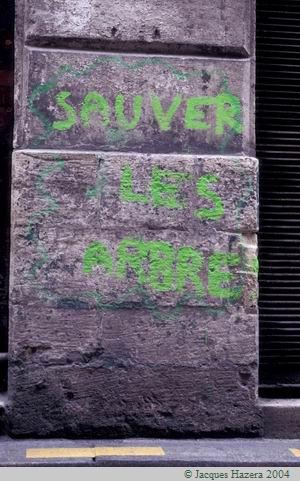 SAUVER
LES
ARBRE
© Jacques Hazera 2004